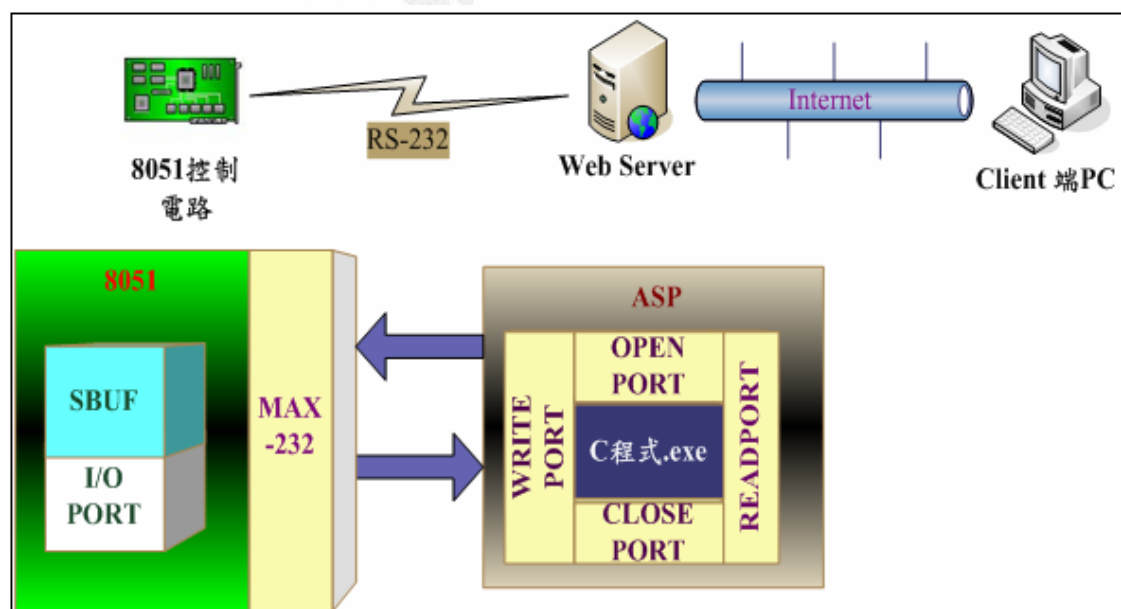 RS-232
Internet
8051控制
電路
Web Server
Client 端PC
8051
SBUF
I/O
PORT
MAX
-232
ASP
WRITE
PORT
OPEN
PORT
C程式.exe
CLOSE
PORT
READPORT